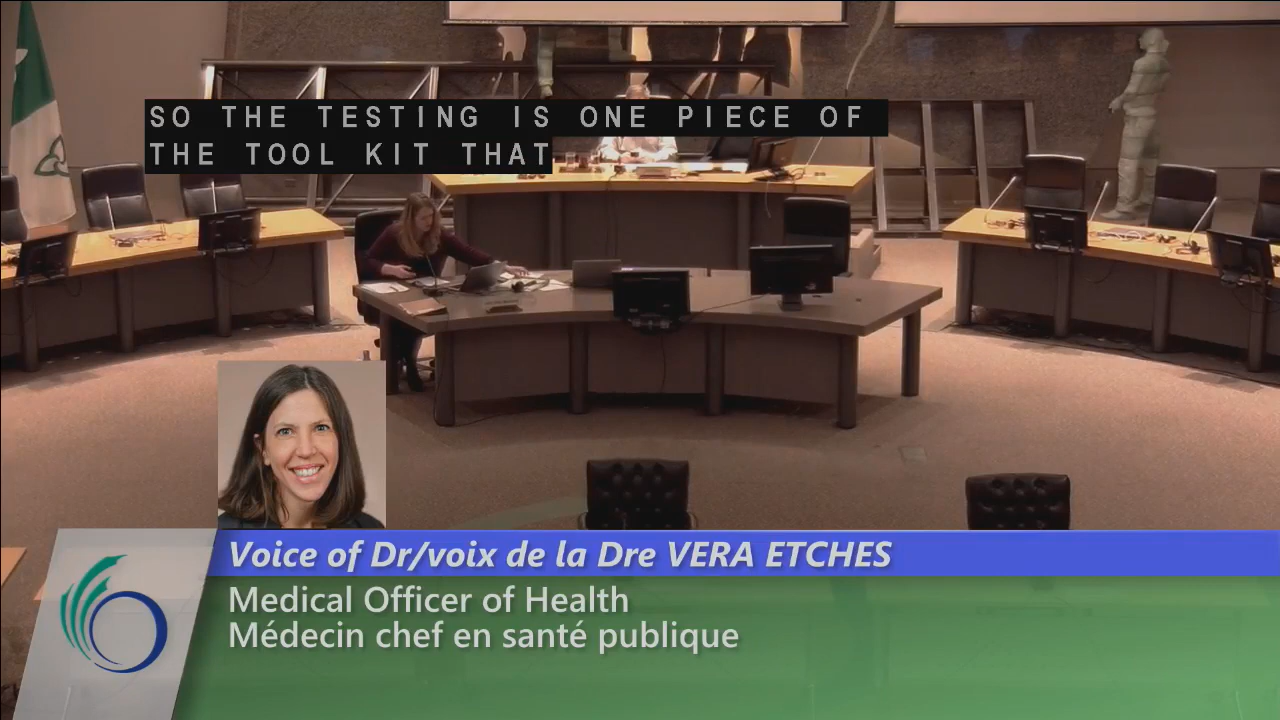 SO THE TESTING IS ONE PIECE OF
THE TOOL KIT THAT
Voice of Dr/voix de la Dre VERA ETCHES
Medical Officer of Health
Médecin chef en santé publique